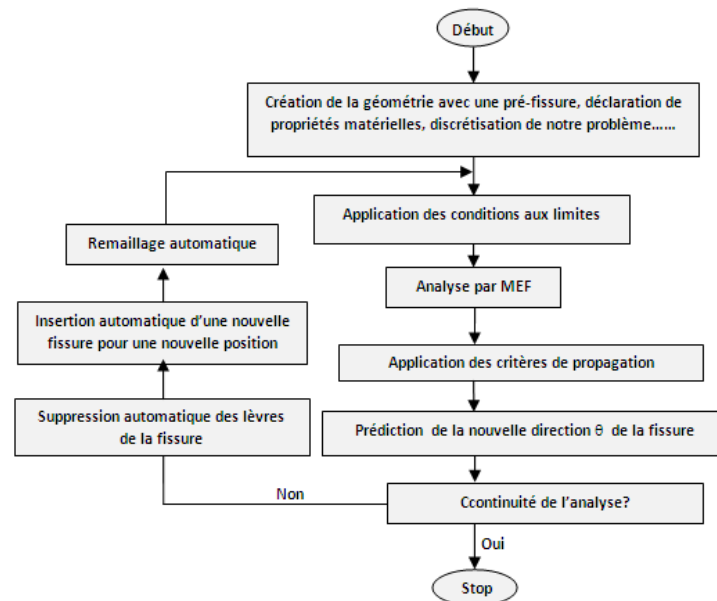 Début
Création de la géométrie avec une pré-fissure, déclaration de
propriétés matérielles, discrétisation de notre problème......
Application des conditions aux limites
Remaillage automatique
Analyse par MEF
Insertion automatique d'une nouvelle
fissure pour une nouvelle position
Application des critères de propagation
Suppression automatique des lèvres
de la fissure
Prédiction de la nouvelle direction θ de la fissure
Non
Ccontinuité de l'analyse?
Oui
Stop